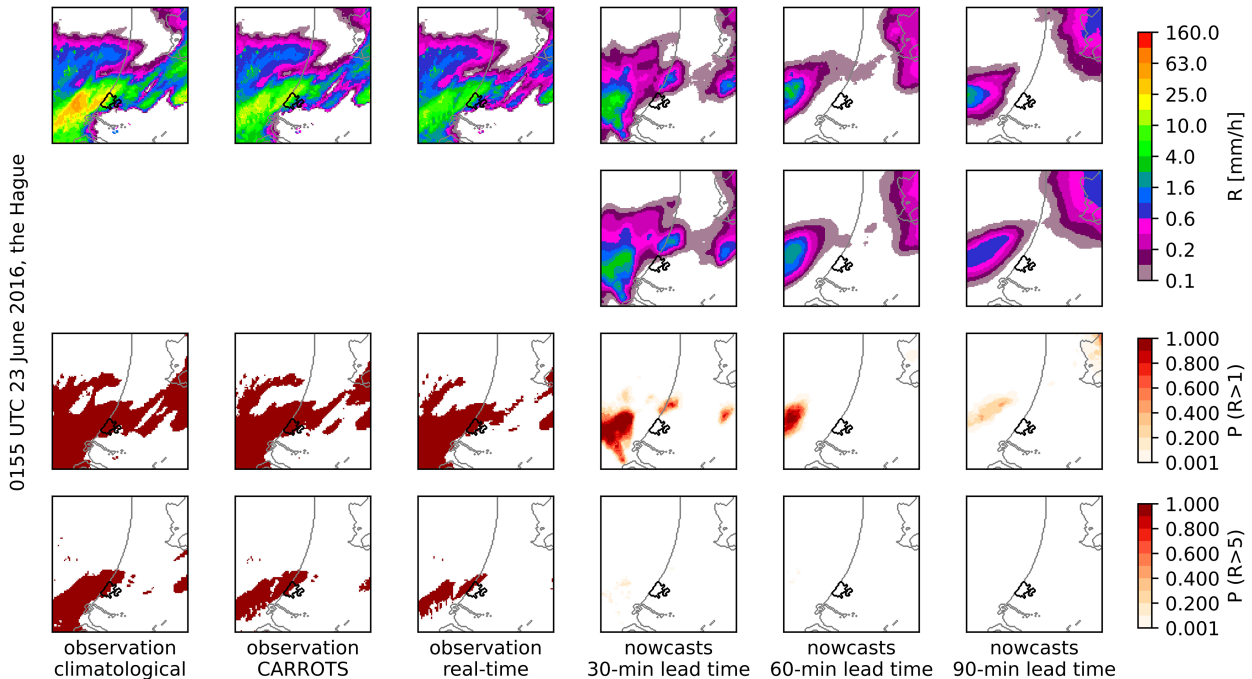 0155 UTC 23 June 2016, the Hague
160.0
63.0
25.0
10.0
4.0
1.6
0.6
0.2
0.1
R [mm/h]
1.000
0.800
0.600
0.400
0.200
0.001
P (R>1)
1.000
0.800
0.600
0.400
0.200
0.001
P (R>5)
observation
climatological
observation
CARROTS
observation
real-time
nowcasts
30-min lead time
nowcasts
60-min lead time
nowcasts
90-min lead time